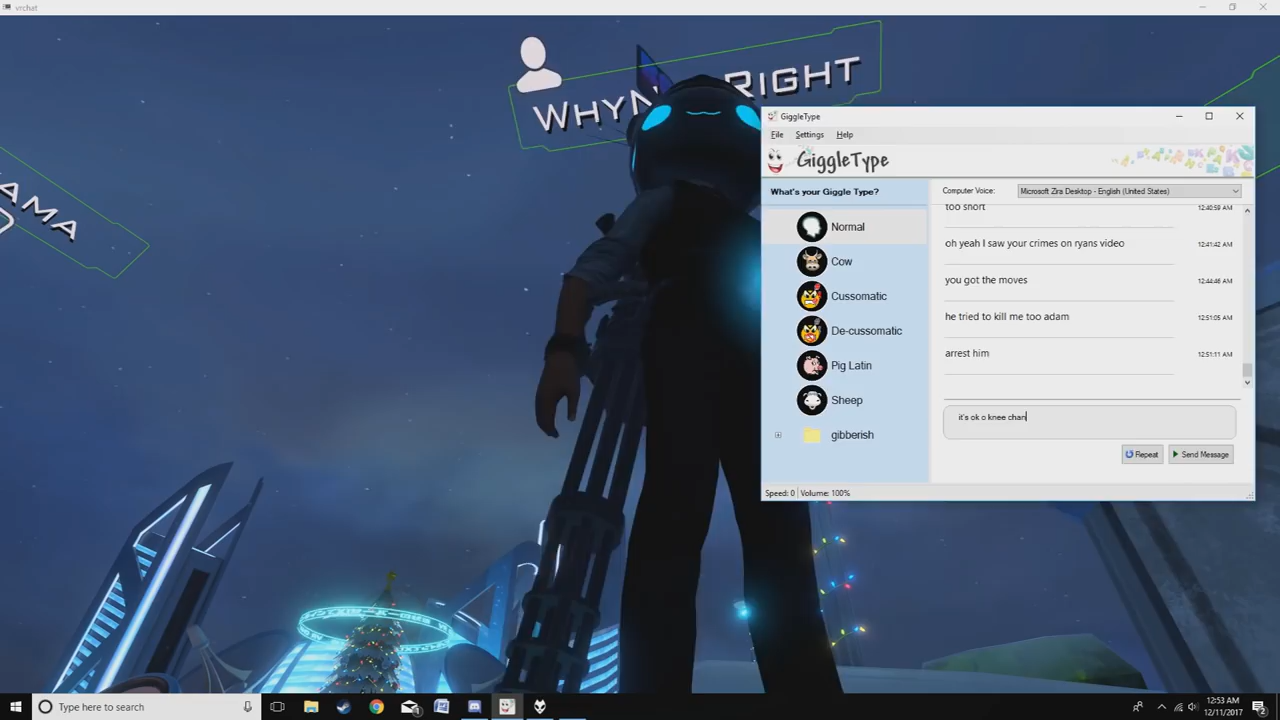 vrchat
WHYN RIGHT
AMA
GiggleType
File Settings Help
GiggleType
What's your Giggle Type?
Normal
Cow
Cussomatic
De-cussomatic
Pig Latin
Sheep
gibberish
Computer Voice: Microsoft Zira Desktop - English (United States)
too short 12:40:59 AM
oh yeah I saw your crimes on ryans video 12:41:42 AM
you got the moves 12:44:46 AM
he tried to kill me too adam 12:51:05 AM
arrest him 12:51:11 AM
it's ok o knee chan
Repeat Send Message
Speed: 0 Volume: 100%
Type here to search
12:53 AM
12/11/2017